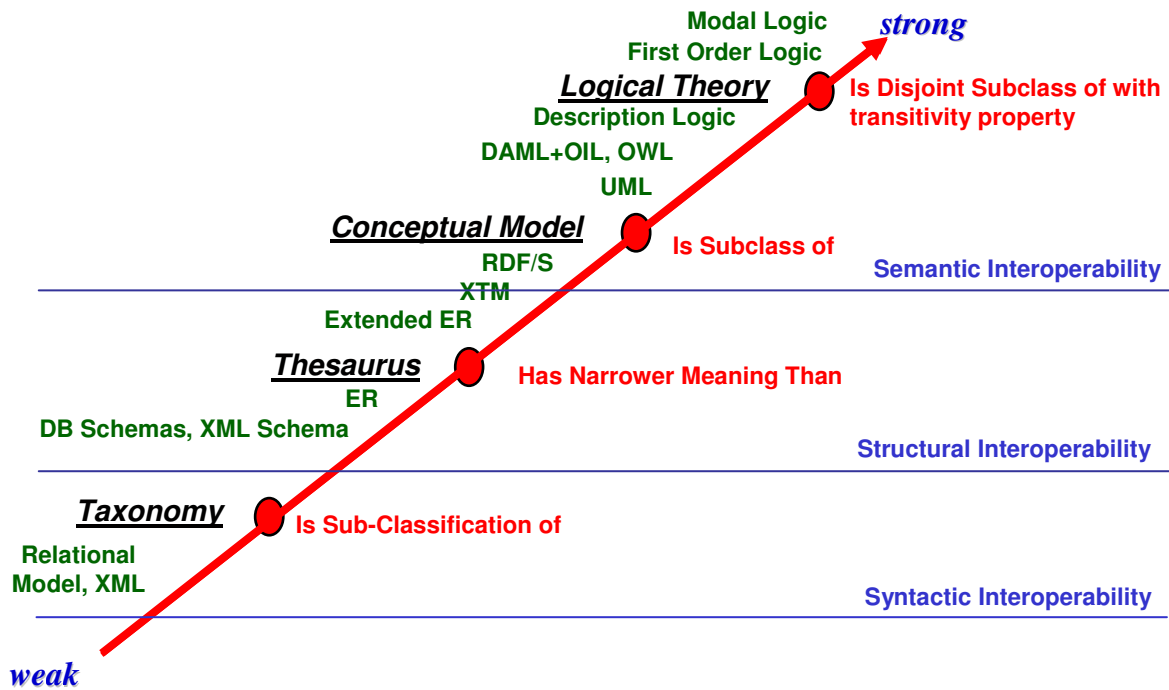 Modal Logic
strong
First Order Logic
Logical Theory
Is Disjoint Subclass of with
transitivity property
Description Logic
DAML+OIL, OWL
UML
Conceptual Model
Is Subclass of
RDF/S
Semantic Interoperability
XTM
Extended ER
Thesaurus
Has Narrower Meaning Than
ER
DB Schemas, XML Schema
Structural Interoperability
Taxonomy
Is Sub-Classification of
Relational
Model, XML
Syntactic Interoperability
weak